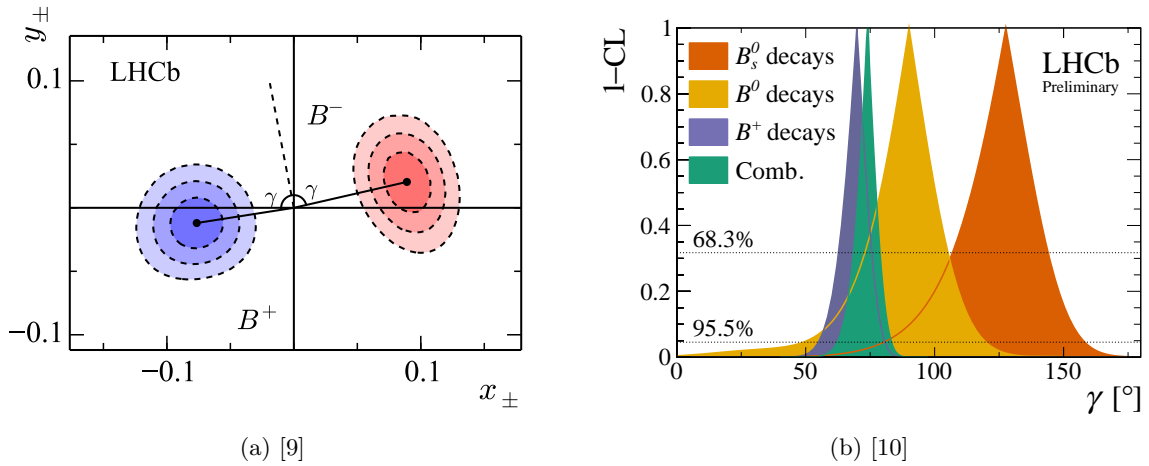 y±
LHCb
0.1
B⁻
γ γ
B⁺
−0.1
−0.1 0.1
x±
(a) [9]
1–CL
1
0.8
0.6
0.4
0.2
0
B⁰ₛ decays
B⁰ decays
B⁺ decays
Comb.
LHCb
Preliminary
68.3%
95.5%
0 50 100 150
γ [°]
(b) [10]